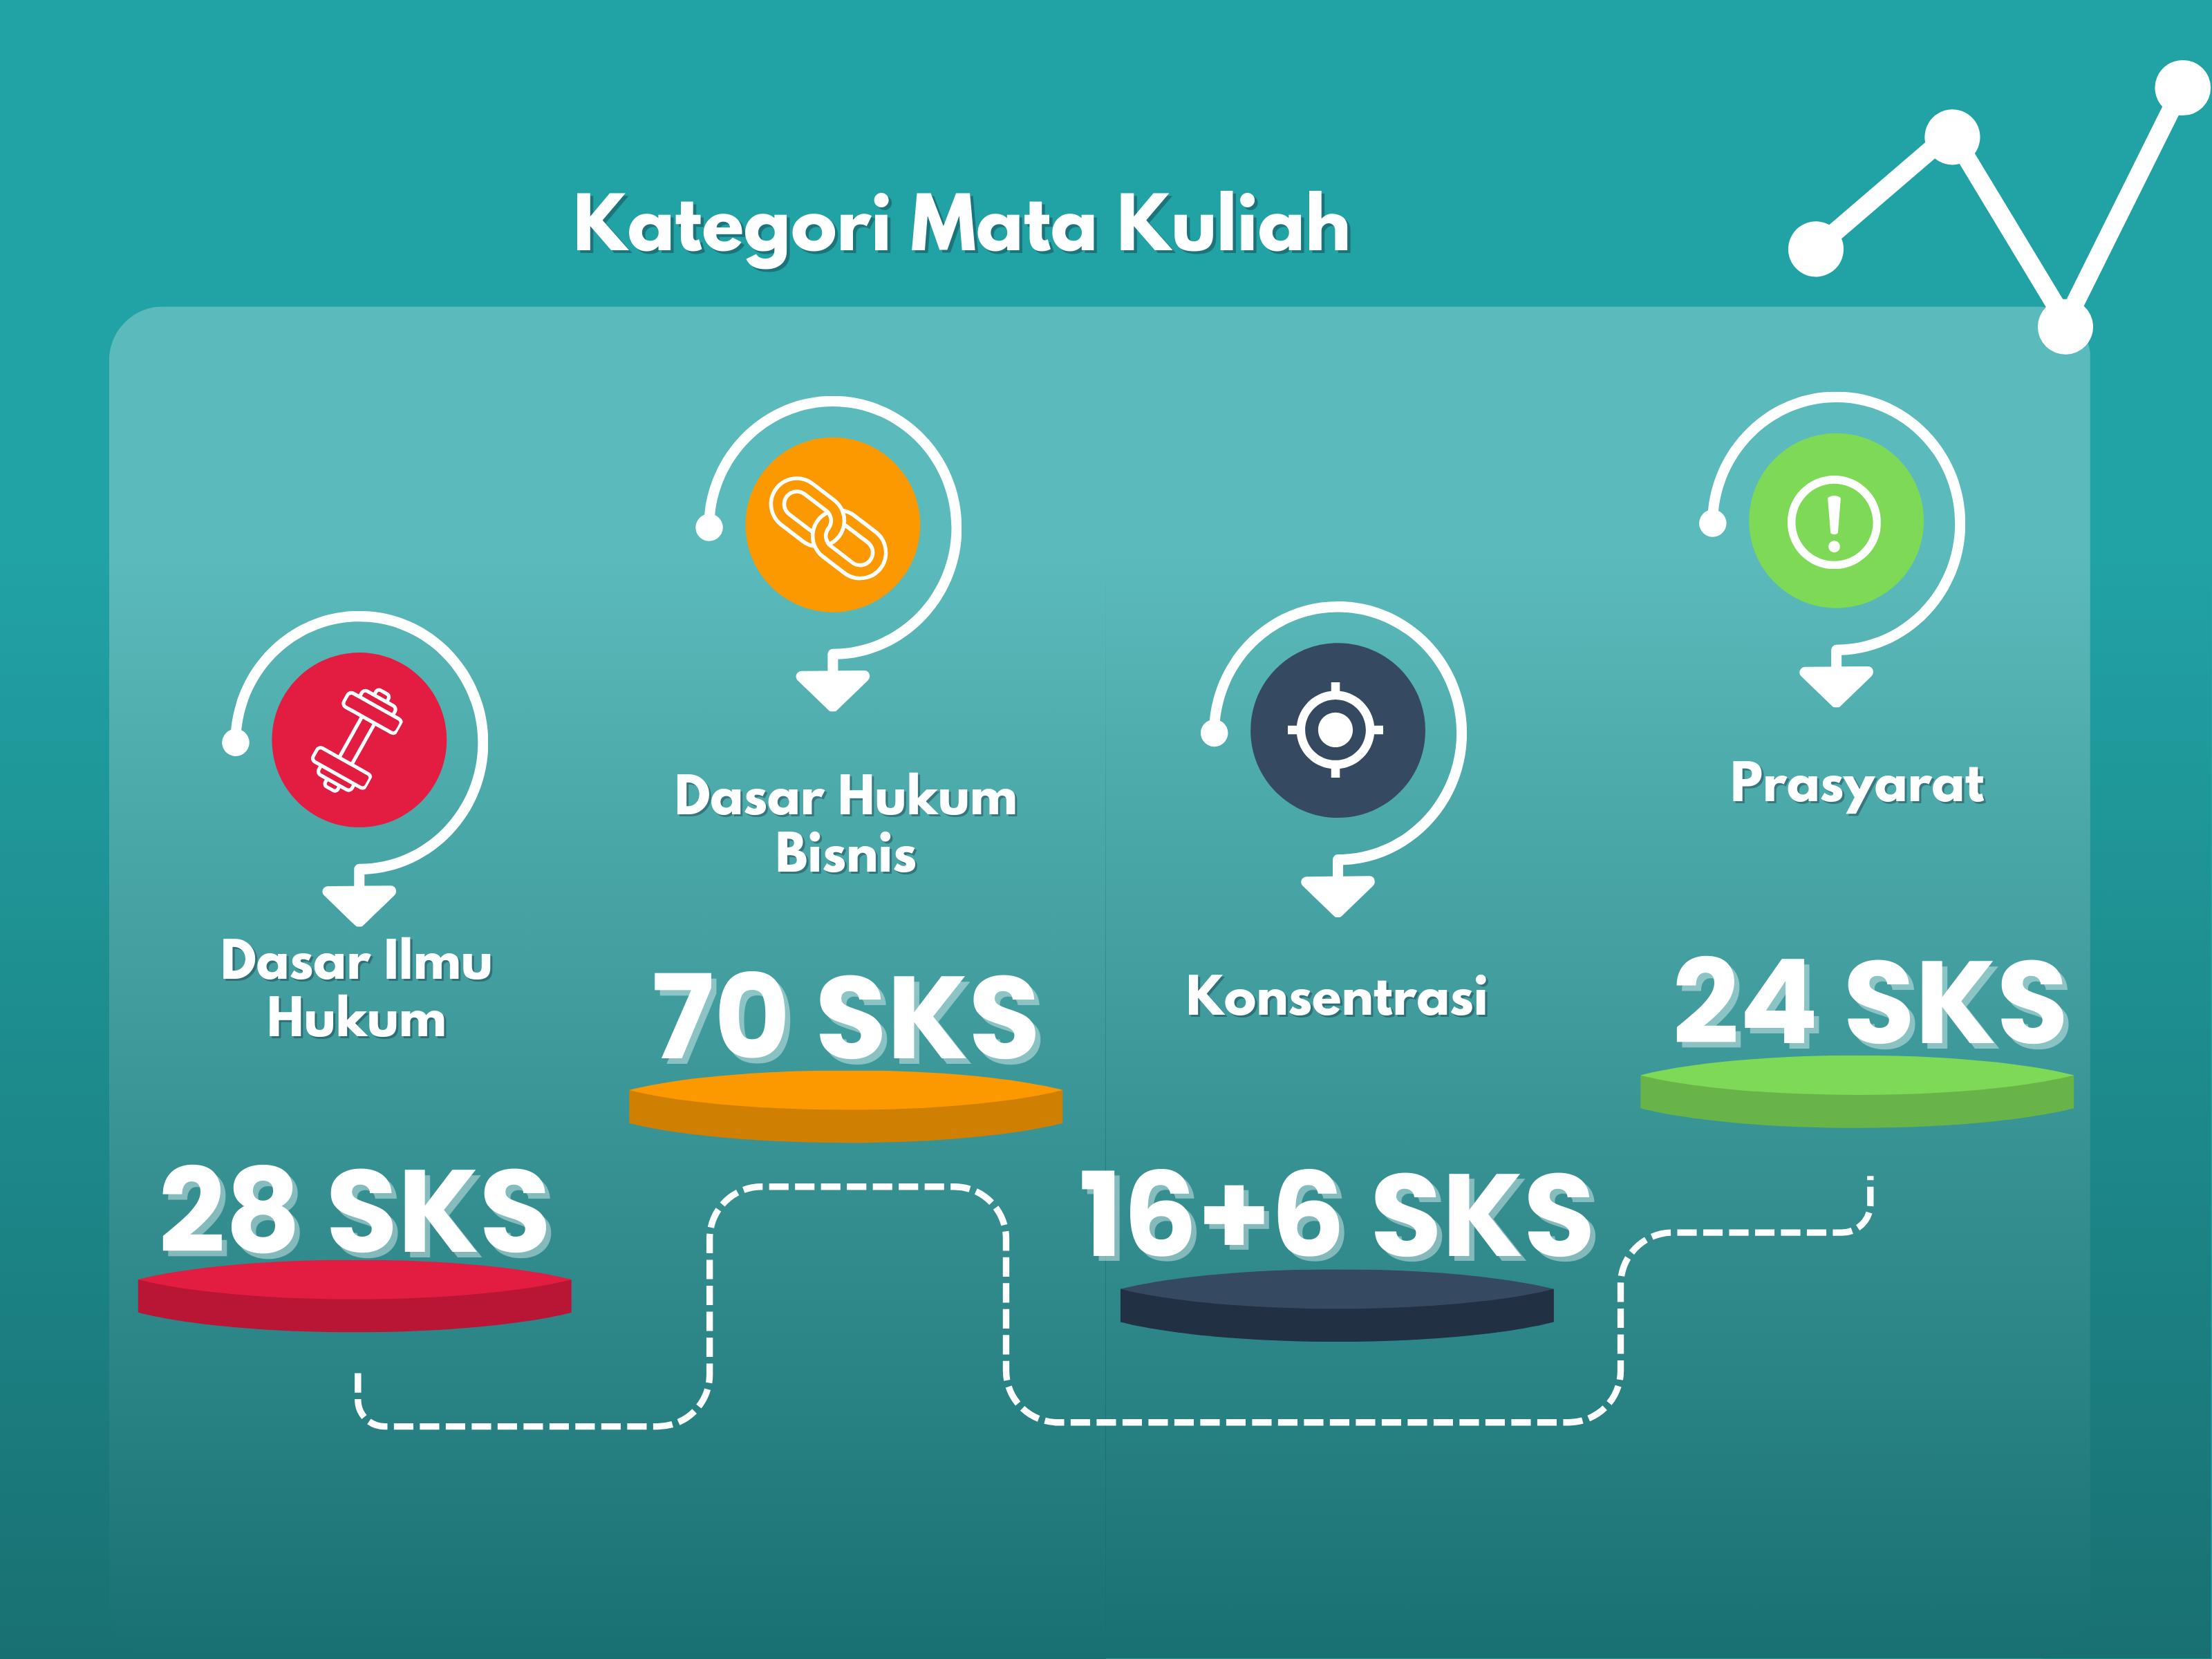 Kategori Mata Kuliah
Dasar Ilmu
Hukum
28 SKS
Dasar Hukum
Bisnis
70 SKS
Konsentrasi
16+6 SKS
Prasyarat
24 SKS